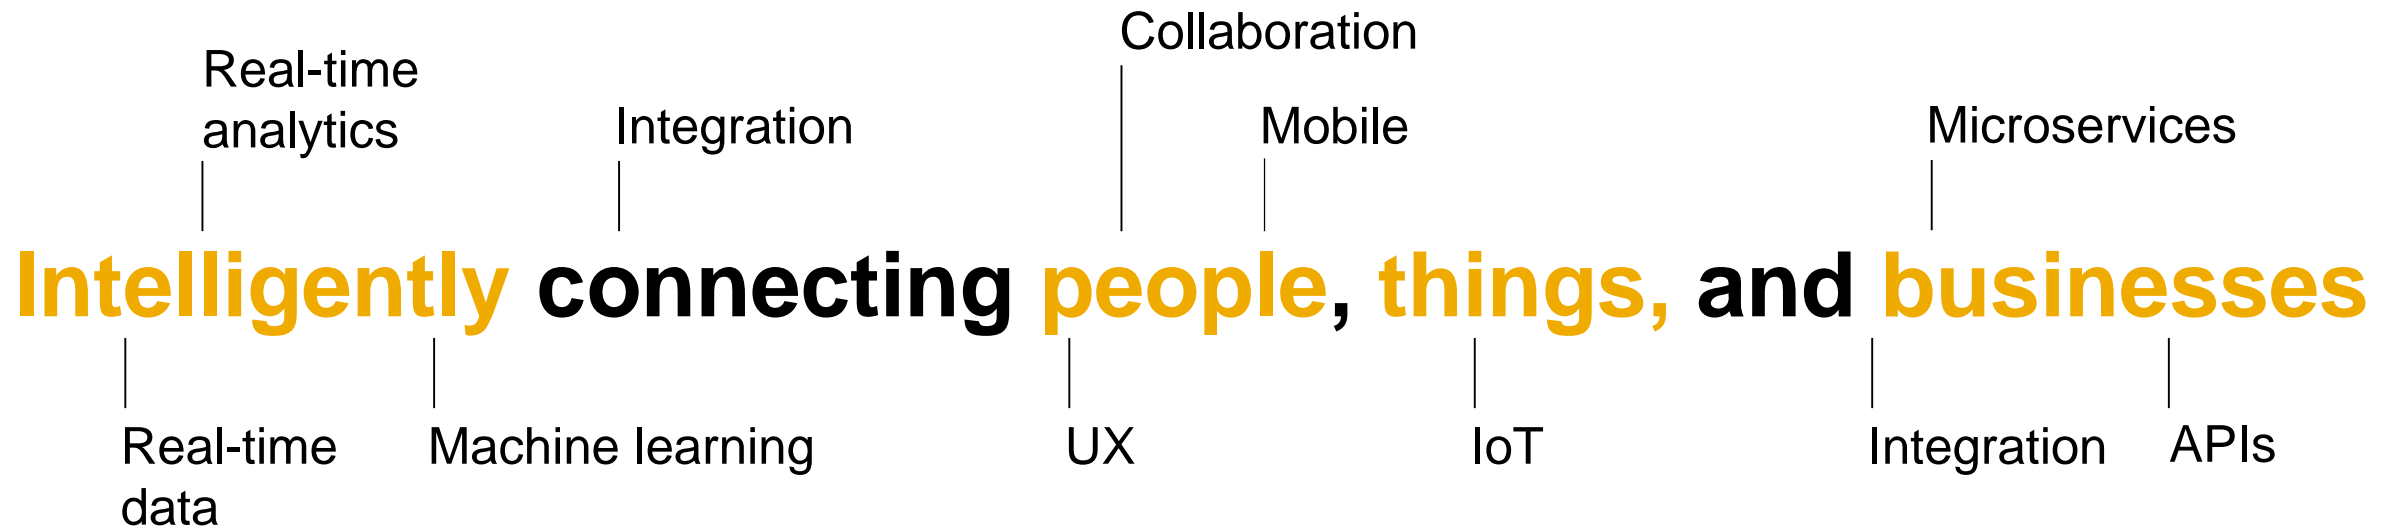 Collaboration
Real-time
analytics
Integration
Mobile
Microservices
Intelligently connecting people, things, and businesses
Real-time
data
Machine learning
UX
IoT
Integration
APIs